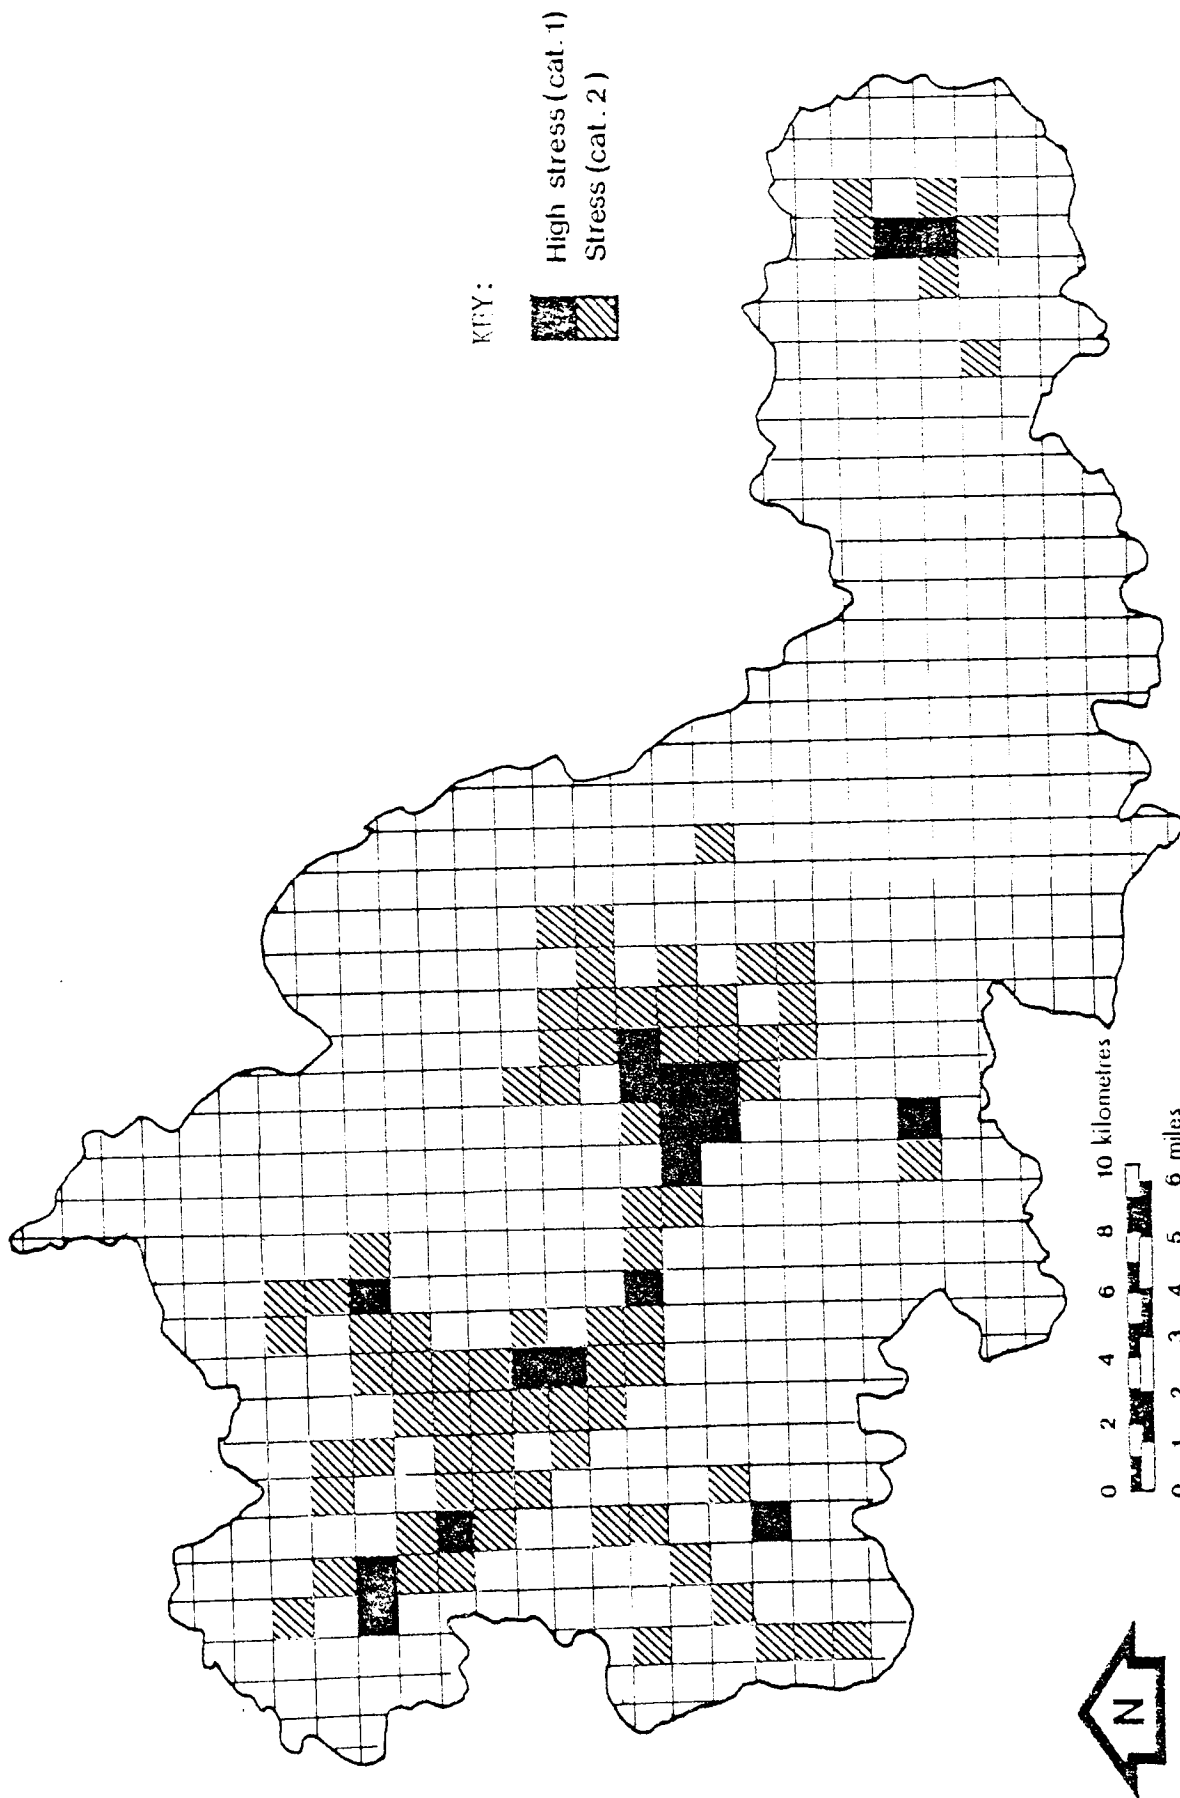 KEY:
High stress (cat. 1)
Stress (cat. 2)
0 2 4 6 8 10 kilometres
0 1 2 3 4 5 6 miles
N